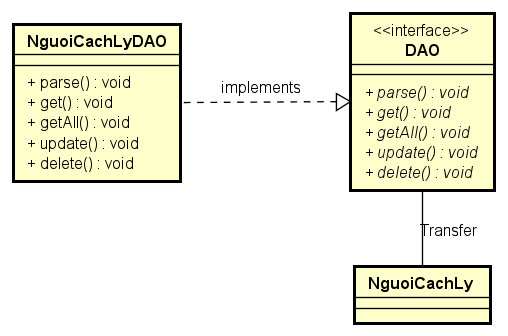 NguoiCachLyDAO
+ parse() : void
+ get() : void
+ getAll() : void
+ update() : void
+ delete() : void
implements
<<interface>>
DAO
+ parse() : void
+ get() : void
+ getAll() : void
+ update() : void
+ delete() : void
Transfer
NguoiCachLy